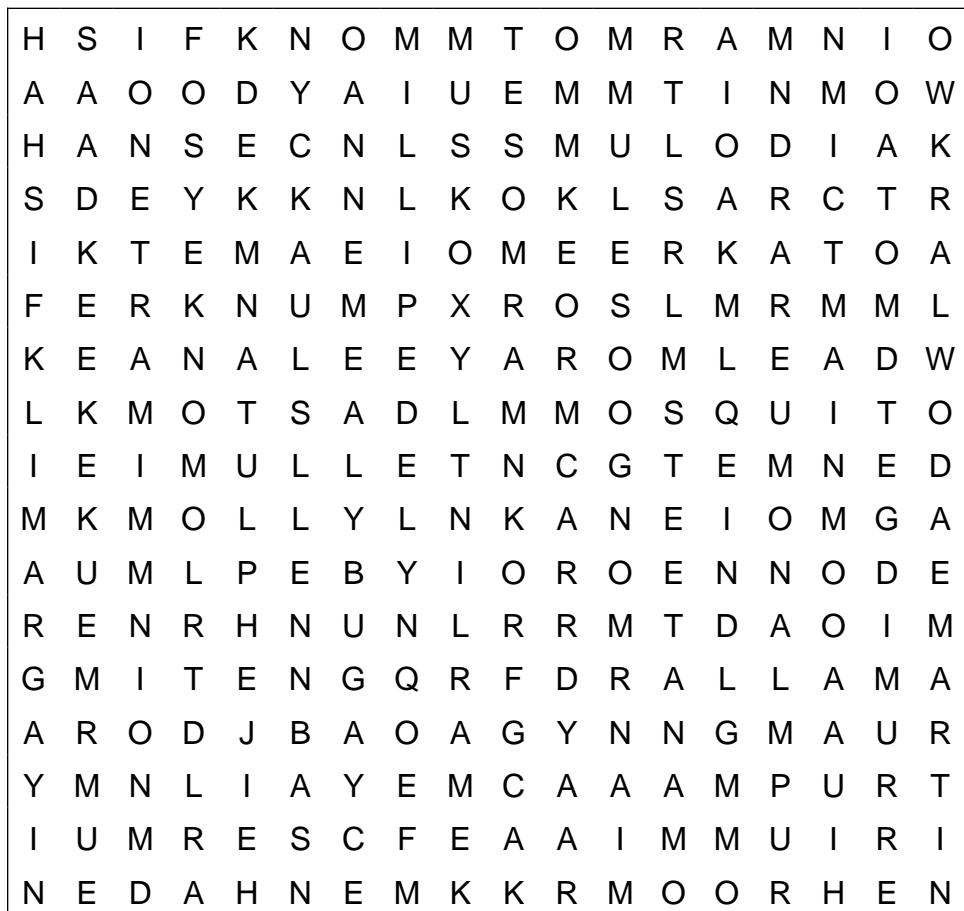 H S I F K N O M M T O M R A M N I O
A A O O D Y A I U E M M T I N M O W
H A N S E C N L S S M U L O D I A K
S D E Y K K N L K O K L S A R C T R
I K T E M A E I O M E E R K A T O A
F E R K N U M P X R O S L M R M M L
K E A N A L E E Y A R O M L E A D W
L K M O T S A D L M M O S Q U I T O
I E I M U L L E T N C G T E M N E D
M K M O L L Y L N K A N E I O M G A
A U M L P E B Y I O R O E N N O D E
R E N R H N U N L R R M T D A O I M
G M I T E N G Q R F D R A L L A M A
A R O D J B A O A G Y N N G M A U R
Y M N L I A Y E M C A A A M P U R T
I U M R E S C F E A A I M M U I R I
N E D A H N E M K K R M O O R H E N